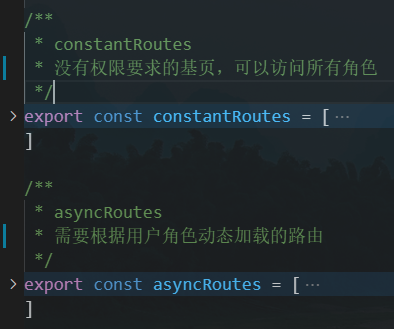 /**
 * constantRoutes
 * 没有权限要求的基页，可以访问所有角色
 */
export const constantRoutes = [ ···
]
/**
 * asyncRoutes
 * 需要根据用户角色动态加载的路由
 */
export const asyncRoutes = [ ···
]